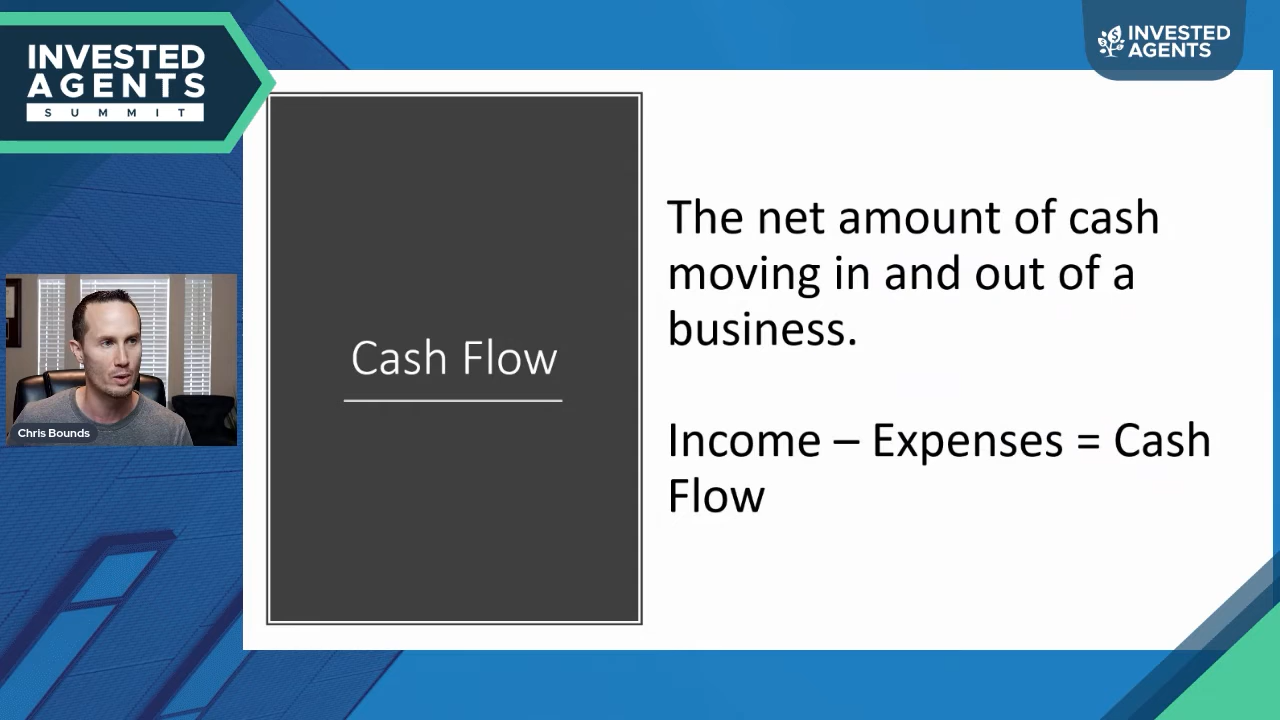 INVESTED
AGENTS
SUMMIT
INVESTED
AGENTS
Cash Flow
The net amount of cash
moving in and out of a
business.
Income – Expenses = Cash
Flow
Chris Bounds